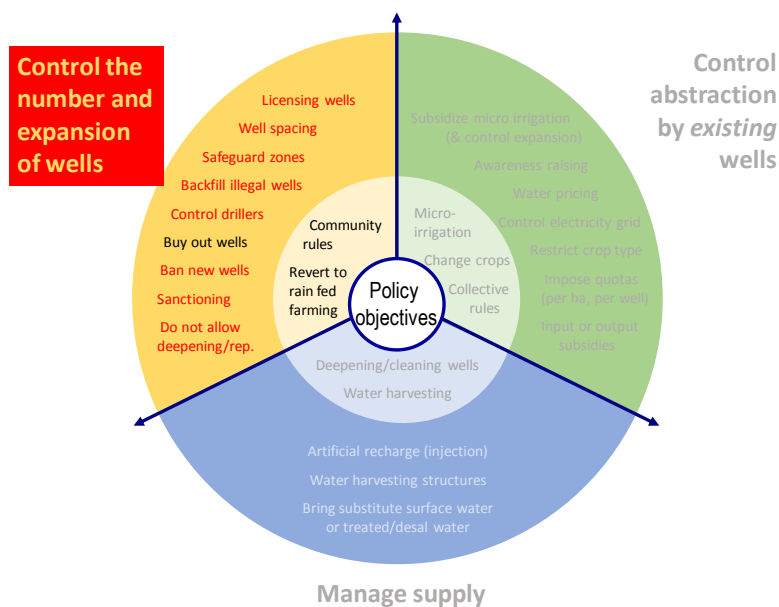 Control the
number and
expansion
of wells
Licensing wells
Well spacing
Safeguard zones
Backfill illegal wells
Control drillers
Buy out wells
Ban new wells
Sanctioning
Do not allow
deepening/rep.
Community
rules
Revert to
rain fed
farming
Policy
objectives
Control
abstraction
by existing
wells
Subsidize micro irrigation
(& control expansion)
Awareness raising
Water pricing
Control electricity grid
Restrict crop type
Impose quotas
(per ha, per well)
Input or output
subsidies
Micro-
irrigation
Change crops
Collective
rules
Deepening/cleaning wells
Water harvesting
Artificial recharge (injection)
Water harvesting structures
Bring substitute surface water
or treated/desal water
Manage supply